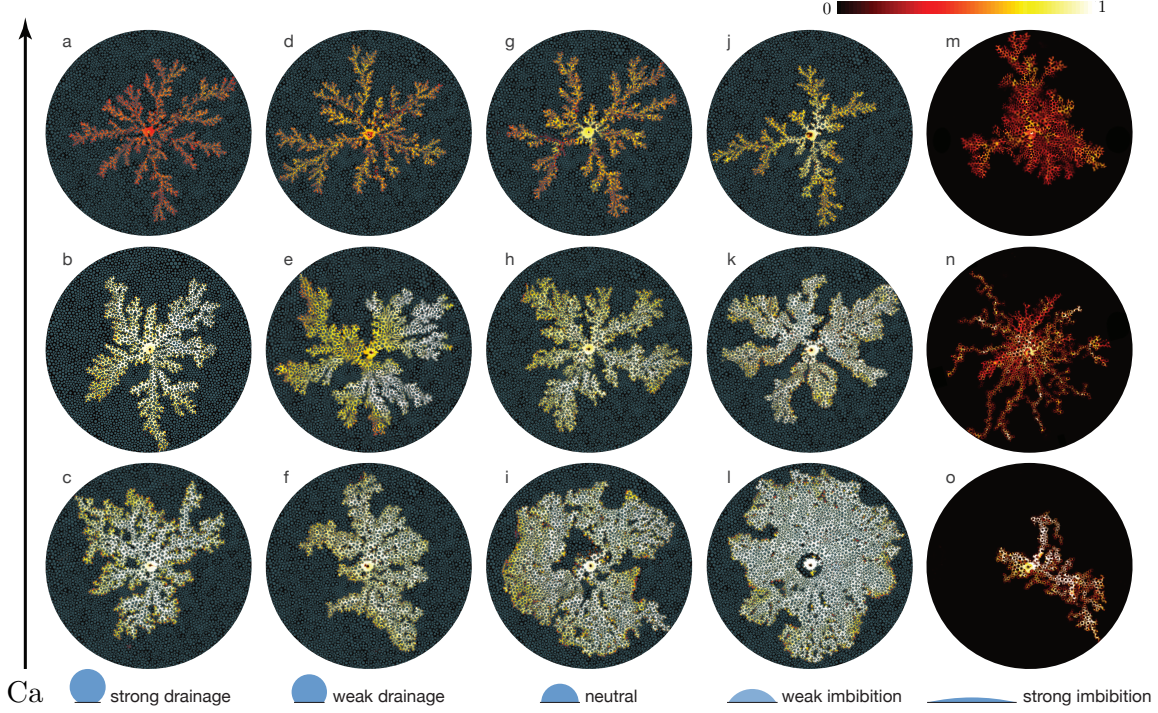 0 1
a d g j m
b e h k n
c f i l o
Ca strong drainage weak drainage neutral weak imbibition strong imbibition